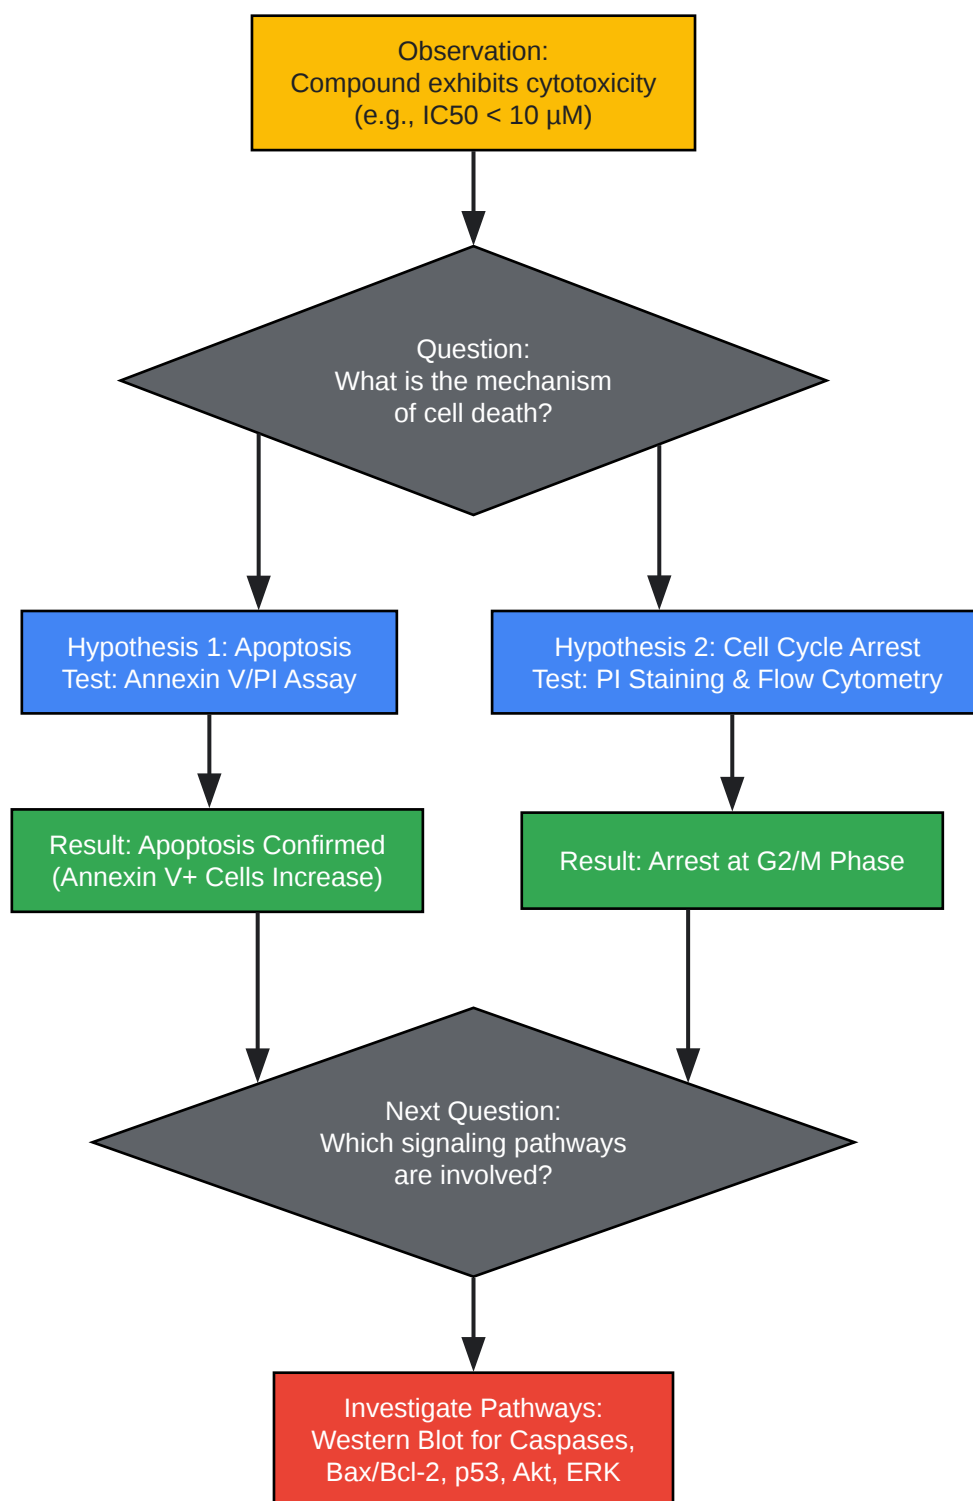 Observation:
Compound exhibits cytotoxicity
(e.g., IC50 < 10 µM)
Question:
What is the mechanism
of cell death?
Hypothesis 1: Apoptosis
Test: Annexin V/PI Assay
Hypothesis 2: Cell Cycle Arrest
Test: PI Staining & Flow Cytometry
Result: Apoptosis Confirmed
(Annexin V+ Cells Increase)
Result: Arrest at G2/M Phase
Next Question:
Which signaling pathways
are involved?
Investigate Pathways:
Western Blot for Caspases,
Bax/Bcl-2, p53, Akt, ERK